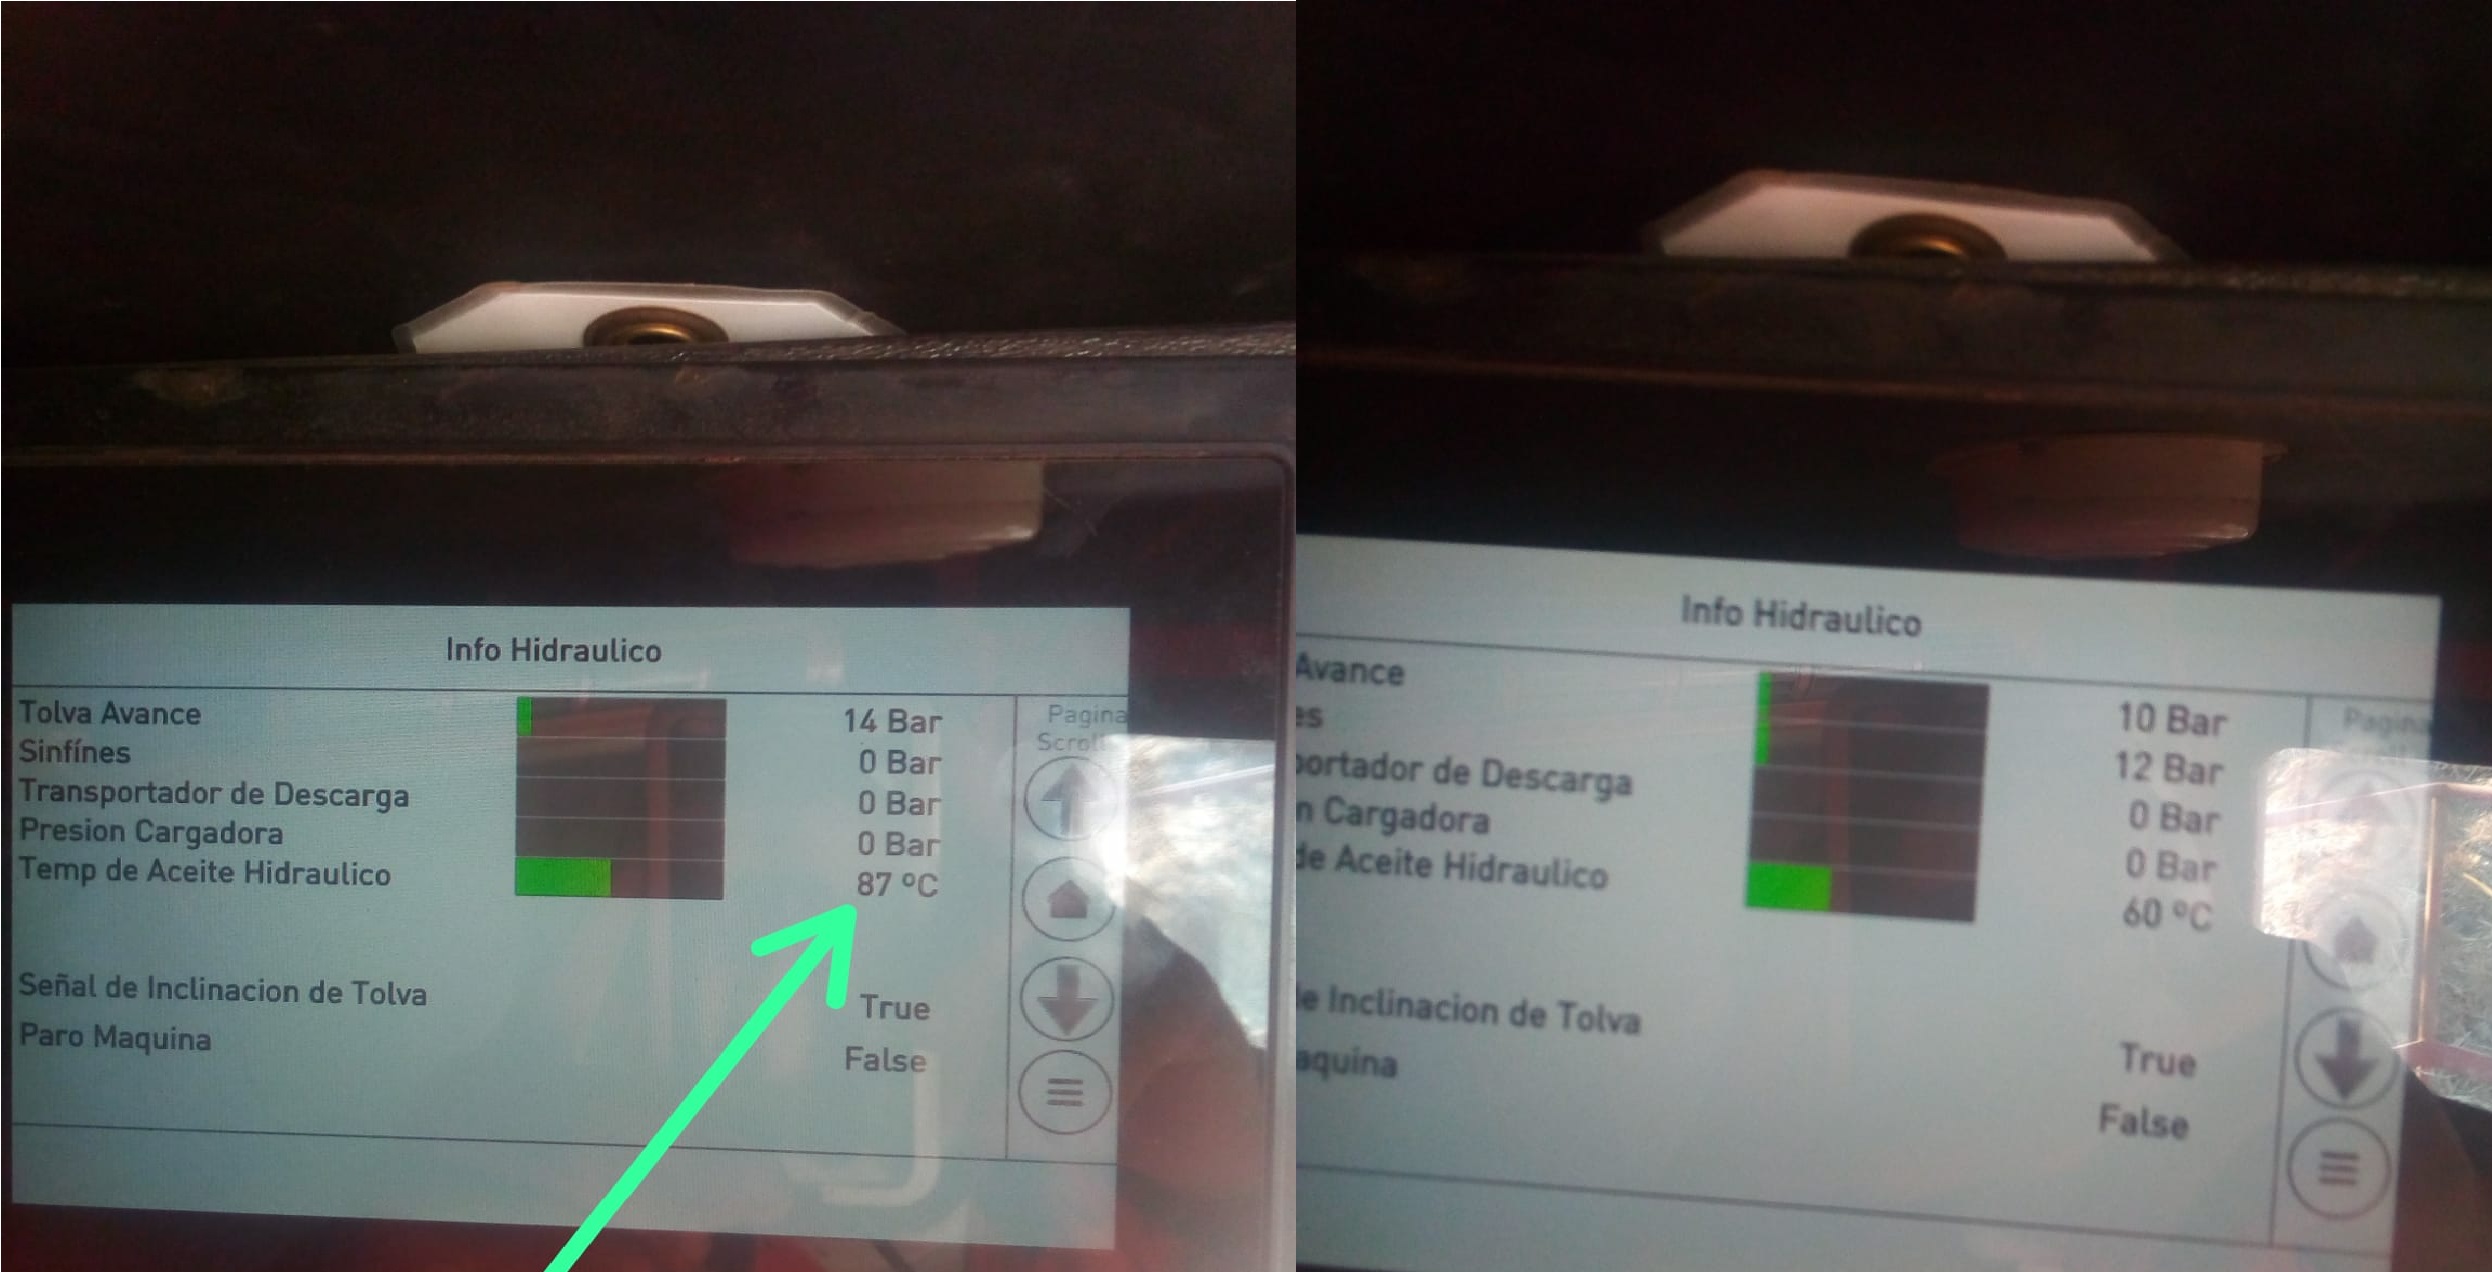 Info Hidraulico
Tolva Avance 14 Bar
Sinfínes 0 Bar
Transportador de Descarga 0 Bar
Presion Cargadora 0 Bar
Temp de Aceite Hidraulico 87 ºC
Señal de Inclinacion de Tolva True
Paro Maquina False
Pagina
Scroll
Info Hidraulico
Avance 10 Bar
es 12 Bar
portador de Descarga 0 Bar
n Cargadora 0 Bar
de Aceite Hidraulico 60 ºC
e Inclinacion de Tolva True
aquina False
Pagina